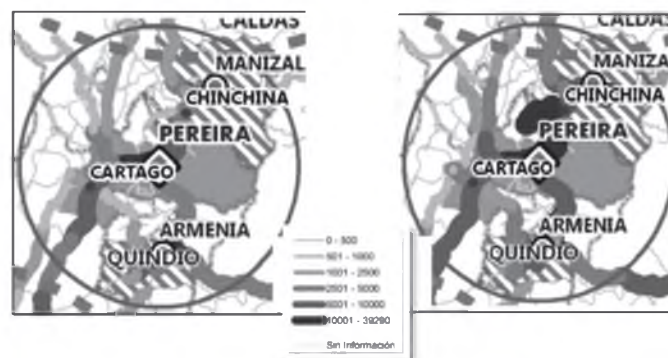 CALDAS
MANIZAL
CHINCHINA
PEREIRA
CARTAGO
ARMENIA
QUINDIO
CALDAS
MANIZA
CHINCHINA
PEREIRA
CARTAGO
ARMENIA
QUINDÍO
0 - 500
501 - 1000
1001 - 2500
2501 - 5000
5001 - 10000
10001 - 39290
Sin Información